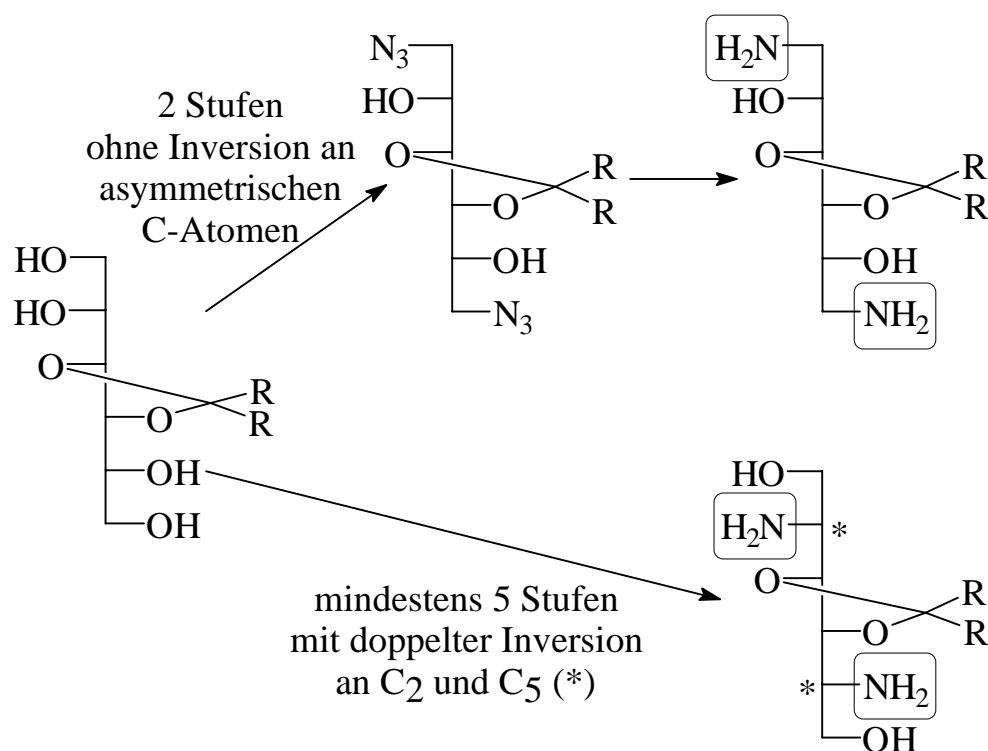 N3
HO
O
O
R
R
OH
N3
2 Stufen
ohne Inversion an
asymmetrischen
C-Atomen
H2N
HO
O
O
R
R
OH
NH2
HO
HO
O
O
R
R
OH
OH
mindestens 5 Stufen
mit doppelter Inversion
an C2 und C5 (*)
HO
H2N *
O
O
R
R
* NH2
OH